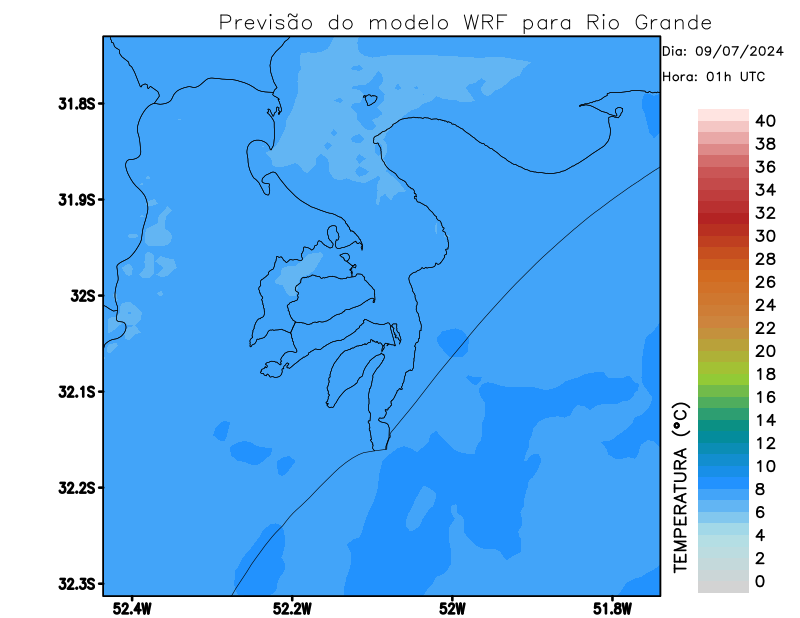 Previsão do modelo WRF para Rio Grande
Dia: 09/07/2024
Hora: 01h UTC
31.8S
31.9S
32S
32.1S
32.2S
32.3S
52.4W
52.2W
52W
51.8W
TEMPERATURA (°C)
40
38
36
34
32
30
28
26
24
22
20
18
16
14
12
10
8
6
4
2
0